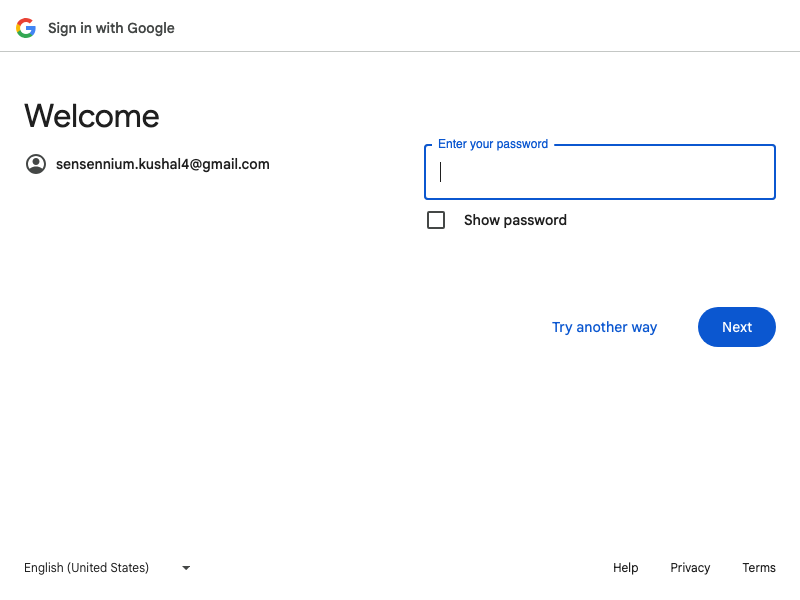 Sign in with Google
Welcome
sensennium.kushal4@gmail.com
Enter your password
Show password
Try another way
Next
English (United States)
Help
Privacy
Terms